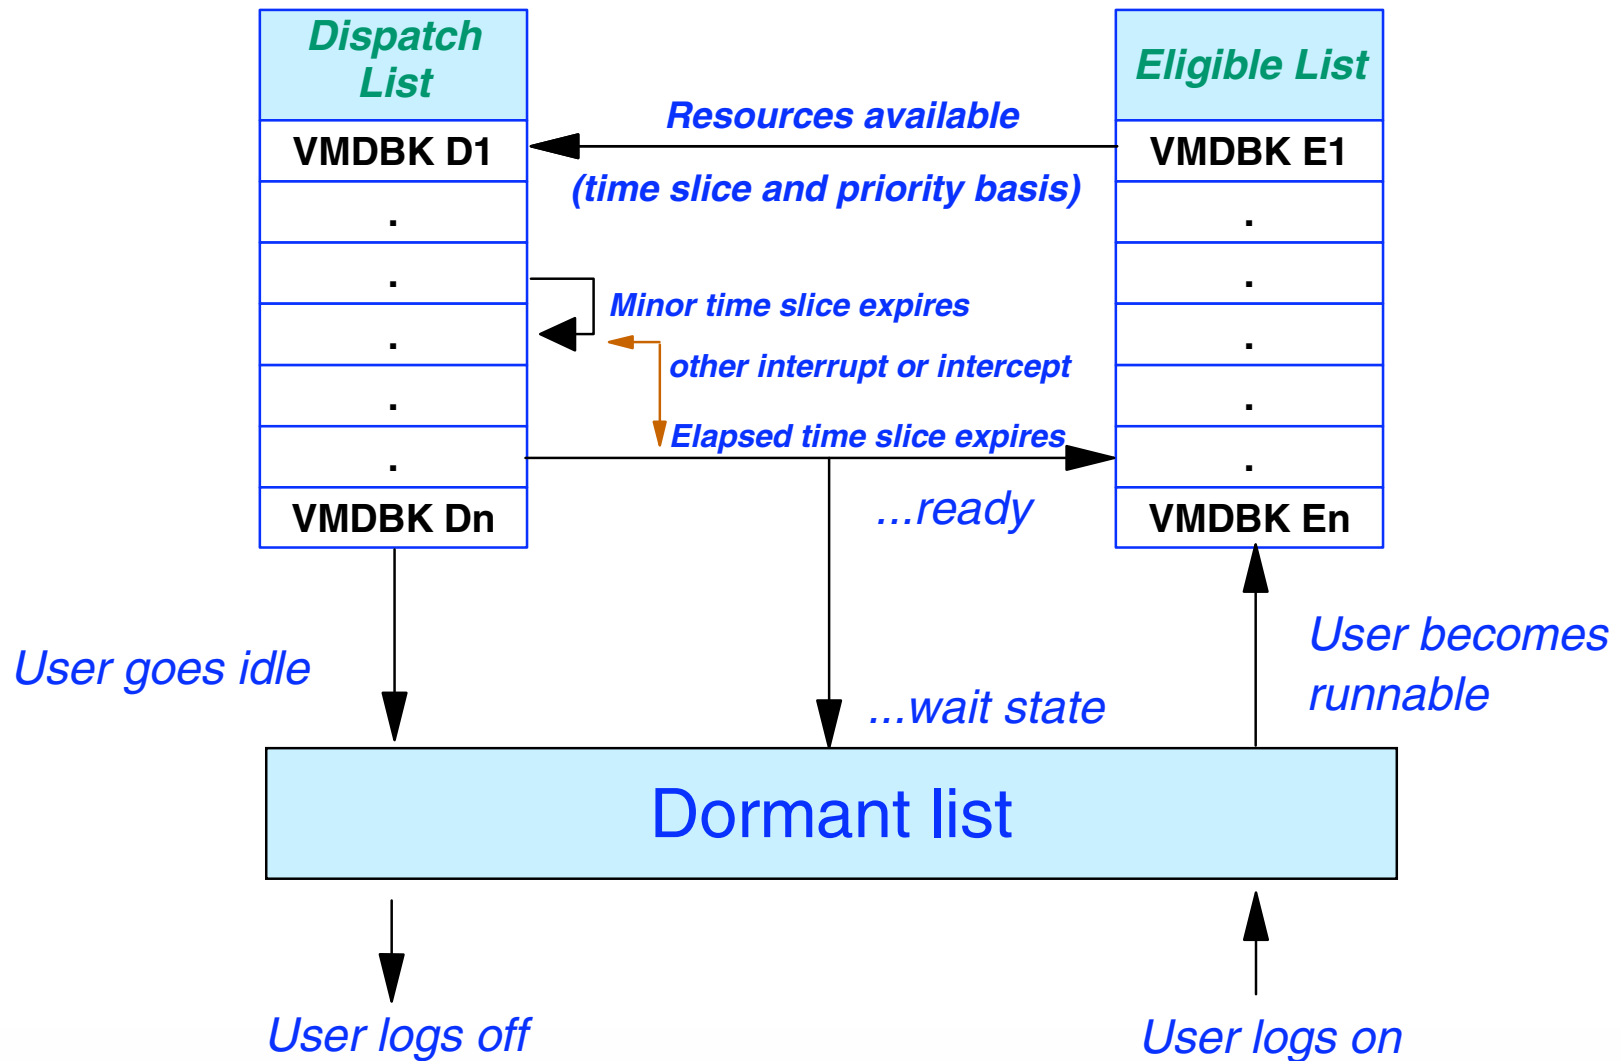 Dispatch
List
Eligible List
Resources available
VMDBK D1
VMDBK E1
(time slice and priority basis)
.
.
.
.
Minor time slice expires
.
.
other interrupt or intercept
.
.
Elapsed time slice expires
.
.
VMDBK Dn
...ready
VMDBK En
User goes idle
User becomes
runnable
...wait state
Dormant list
User logs off
User logs on